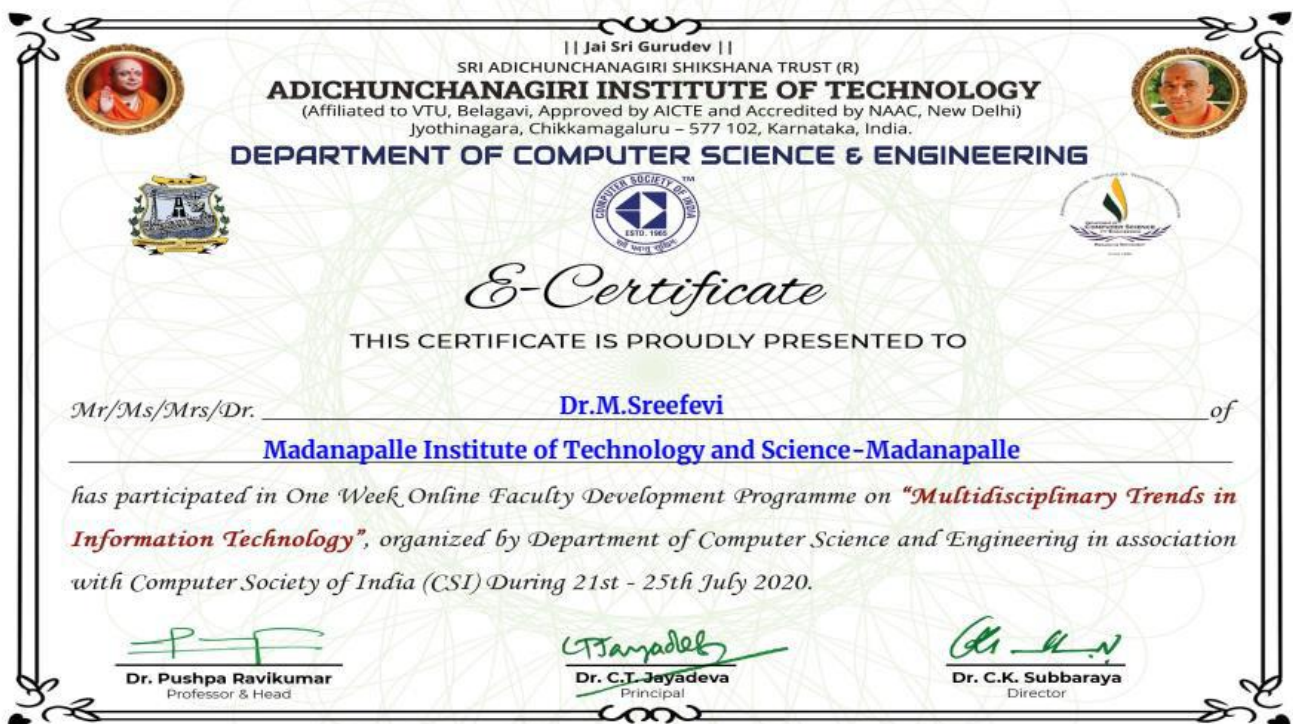 || Jai Sri Gurudev ||
SRI ADICHUNCHANAGIRI SHIKSHANA TRUST (R)
ADICHUNCHANAGIRI INSTITUTE OF TECHNOLOGY
(Affiliated to VTU, Belagavi, Approved by AICTE and Accredited by NAAC, New Delhi)
Jyothinagara, Chikkamagaluru – 577 102, Karnataka, India.
DEPARTMENT OF COMPUTER SCIENCE & ENGINEERING
COMPUTER SOCIETY OF INDIA TM
ESTD. 1965
COMPUTER SCIENCE
E-Certificate
THIS CERTIFICATE IS PROUDLY PRESENTED TO
Mr/Ms/Mrs/Dr. Dr.M.Sreefevi of
Madanapalle Institute of Technology and Science-Madanapalle
has participated in One Week Online Faculty Development Programme on “Multidisciplinary Trends in
Information Technology”, organized by Department of Computer Science and Engineering in association
with Computer Society of India (CSI) During 21st - 25th July 2020.
CTJayadeb
Dr. Pushpa Ravikumar Dr. C.T. Jayadeva Dr. C.K. Subbaraya
Professor & Head Principal Director